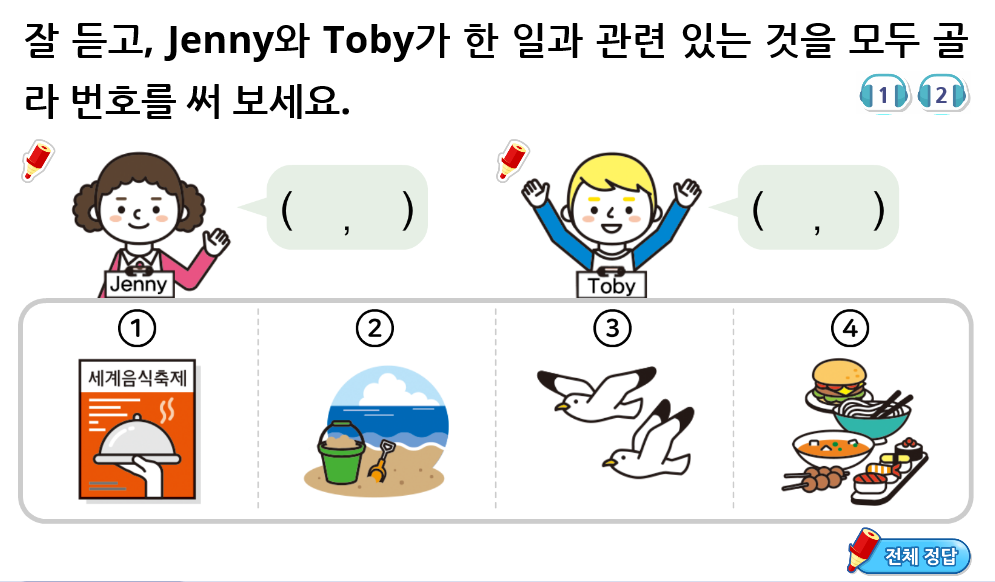 잘 듣고, Jenny와 Toby가 한 일과 관련 있는 것을 모두 골
라 번호를 써 보세요.
1 2
( , )
( , )
Jenny
Toby
① ② ③ ④
세계음식축제
전체 정답